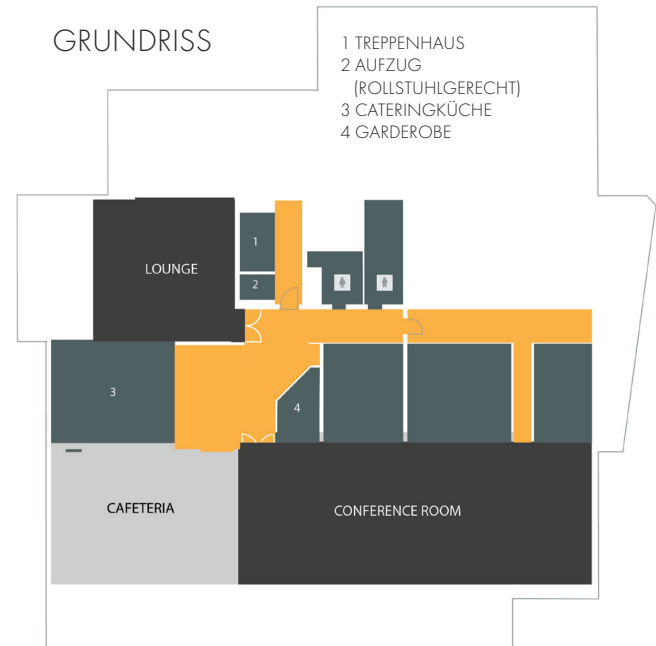 GRUNDRISS
1 TREPPENHAUS
2 AUFZUG
(ROLLSTUHLGERECHT)
3 CATERINGKÜCHE
4 GARDEROBE
1
LOUNGE
2
3
4
CAFETERIA
CONFERENCE ROOM